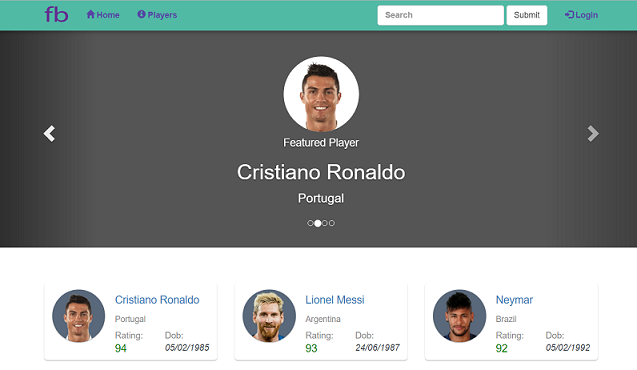 fb Home Players Search Submit Login
Featured Player
Cristiano Ronaldo
Portugal
Cristiano Ronaldo
Portugal
Rating: Dob:
94 05/02/1985
Lionel Messi
Argentina
Rating: Dob:
93 24/06/1987
Neymar
Brazil
Rating: Dob:
92 05/02/1992